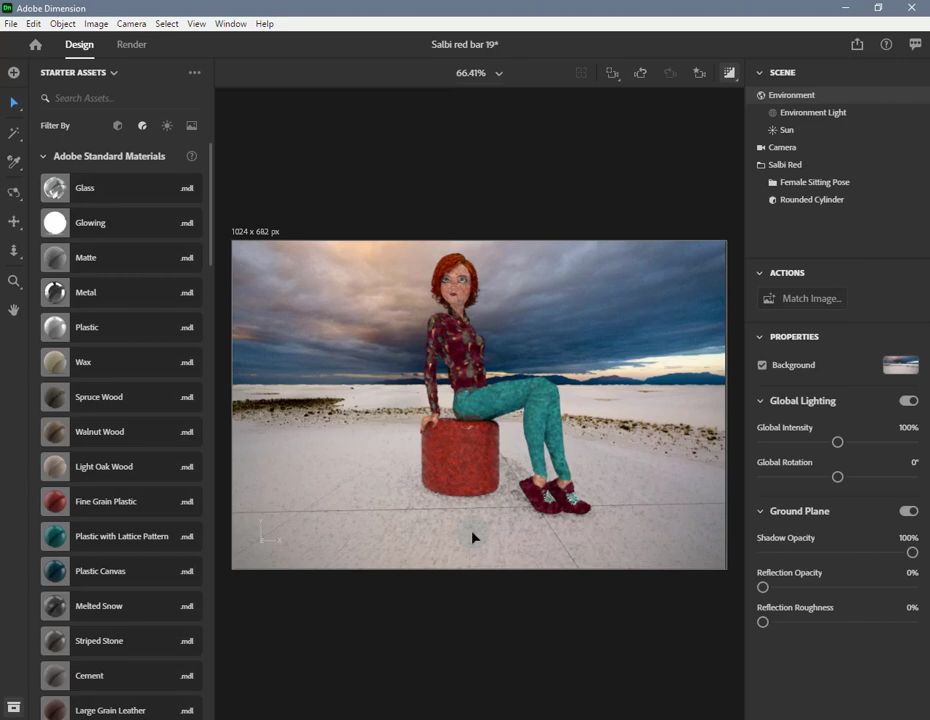 Dn Adobe Dimension
File Edit Object Image Camera Select View Window Help
Design Render Salbi red bar 19*
STARTER ASSETS
66.41%
Search Assets...
Filter By
Adobe Standard Materials
Glass .mdl
Glowing .mdl
Matte .mdl
Metal .mdl
Plastic .mdl
Wax .mdl
Spruce Wood .mdl
Walnut Wood .mdl
Light Oak Wood .mdl
Fine Grain Plastic .mdl
Plastic with Lattice Pattern .mdl
Plastic Canvas .mdl
Melted Snow .mdl
Striped Stone .mdl
Cement .mdl
Large Grain Leather .mdl
1024 x 682 px
SCENE
Environment
Environment Light
Sun
Camera
Salbi Red
Female Sitting Pose
Rounded Cylinder
ACTIONS
Match Image...
PROPERTIES
Background
Global Lighting
Global Intensity 100%
Global Rotation 0°
Ground Plane
Shadow Opacity 100%
Reflection Opacity 0%
Reflection Roughness 0%